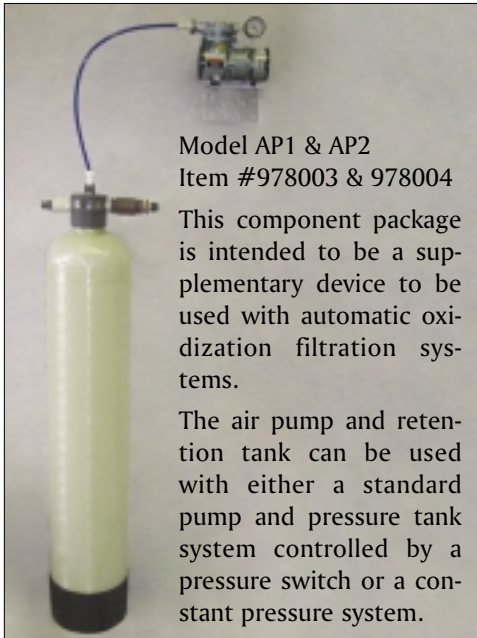 Model AP1 & AP2
Item #978003 & 978004
This component package
is intended to be a sup-
plementary device to be
used with automatic oxi-
dization filtration sys-
tems.
The air pump and reten-
tion tank can be used
with either a standard
pump and pressure tank
system controlled by a
pressure switch or a con-
stant pressure system.